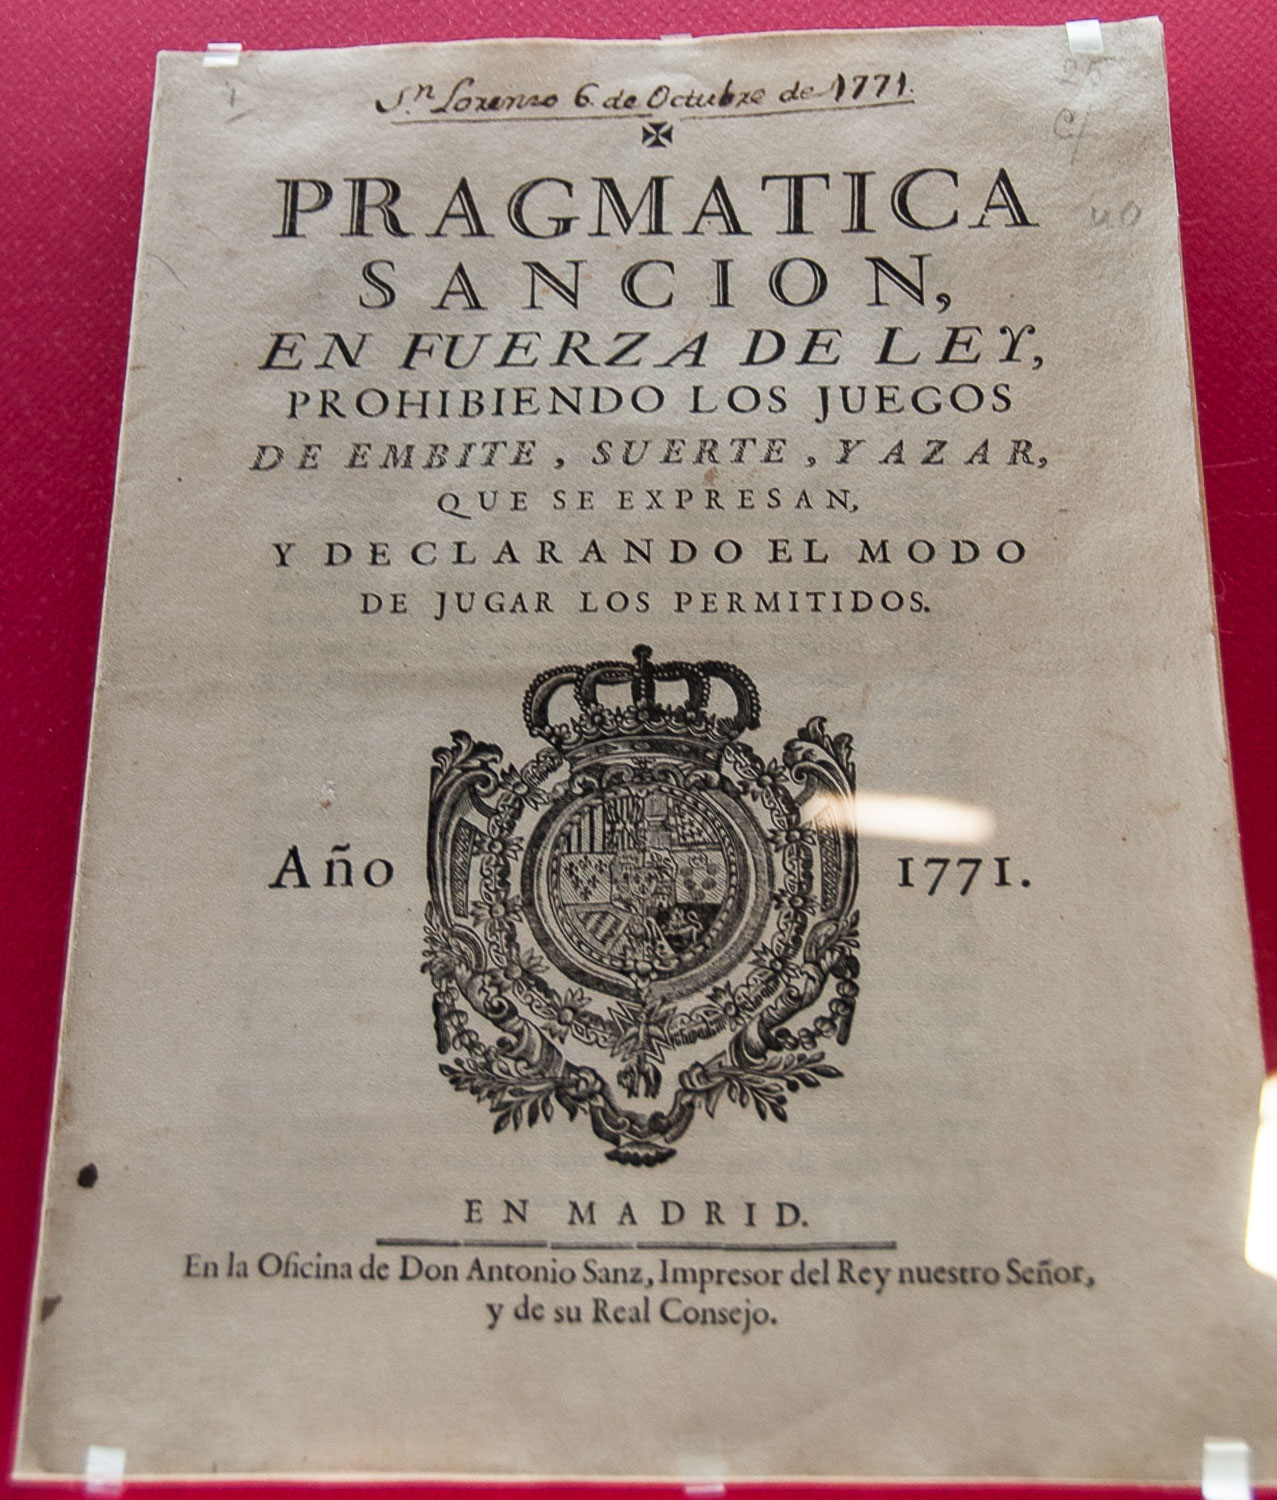 Sn. Lorenzo 6. de Octubre de 1771.
PRAGMATICA
SANCION,
EN FUERZA DE LEY,
PROHIBIENDO LOS JUEGOS
DE EMBITE, SUERTE, Y AZAR,
QUE SE EXPRESAN,
Y DECLARANDO EL MODO
DE JUGAR LOS PERMITIDOS.
Año 1771.
EN MADRID.
En la Oficina de Don Antonio Sanz, Impresor del Rey nuestro Señor,
y de su Real Consejo.